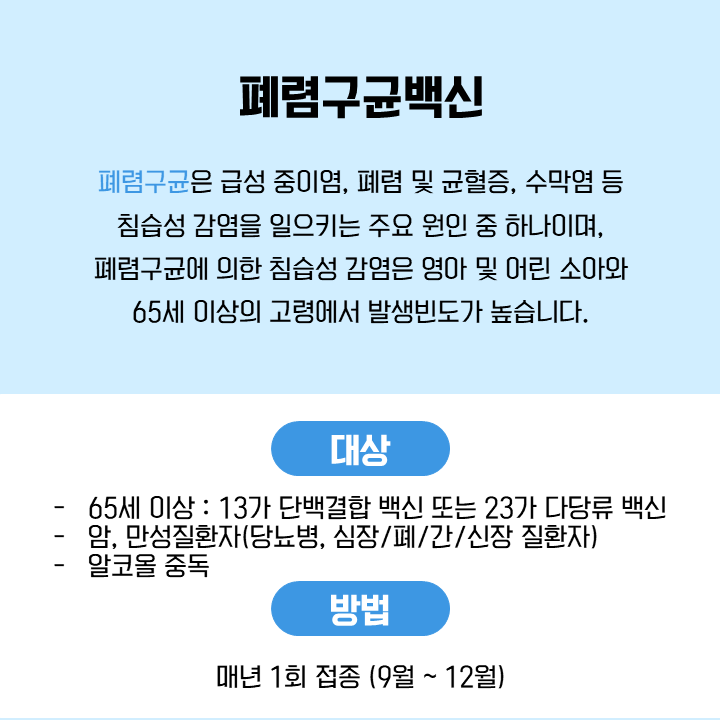 폐렴구균백신
폐렴구균은 급성 중이염, 폐렴 및 균혈증, 수막염 등
침습성 감염을 일으키는 주요 원인 중 하나이며,
폐렴구균에 의한 침습성 감염은 영아 및 어린 소아와
65세 이상의 고령에서 발생빈도가 높습니다.
대상
- 65세 이상 : 13가 단백결합 백신 또는 23가 다당류 백신
- 암, 만성질환자(당뇨병, 심장/폐/간/신장 질환자)
- 알코올 중독
방법
매년 1회 접종 (9월 ~ 12월)